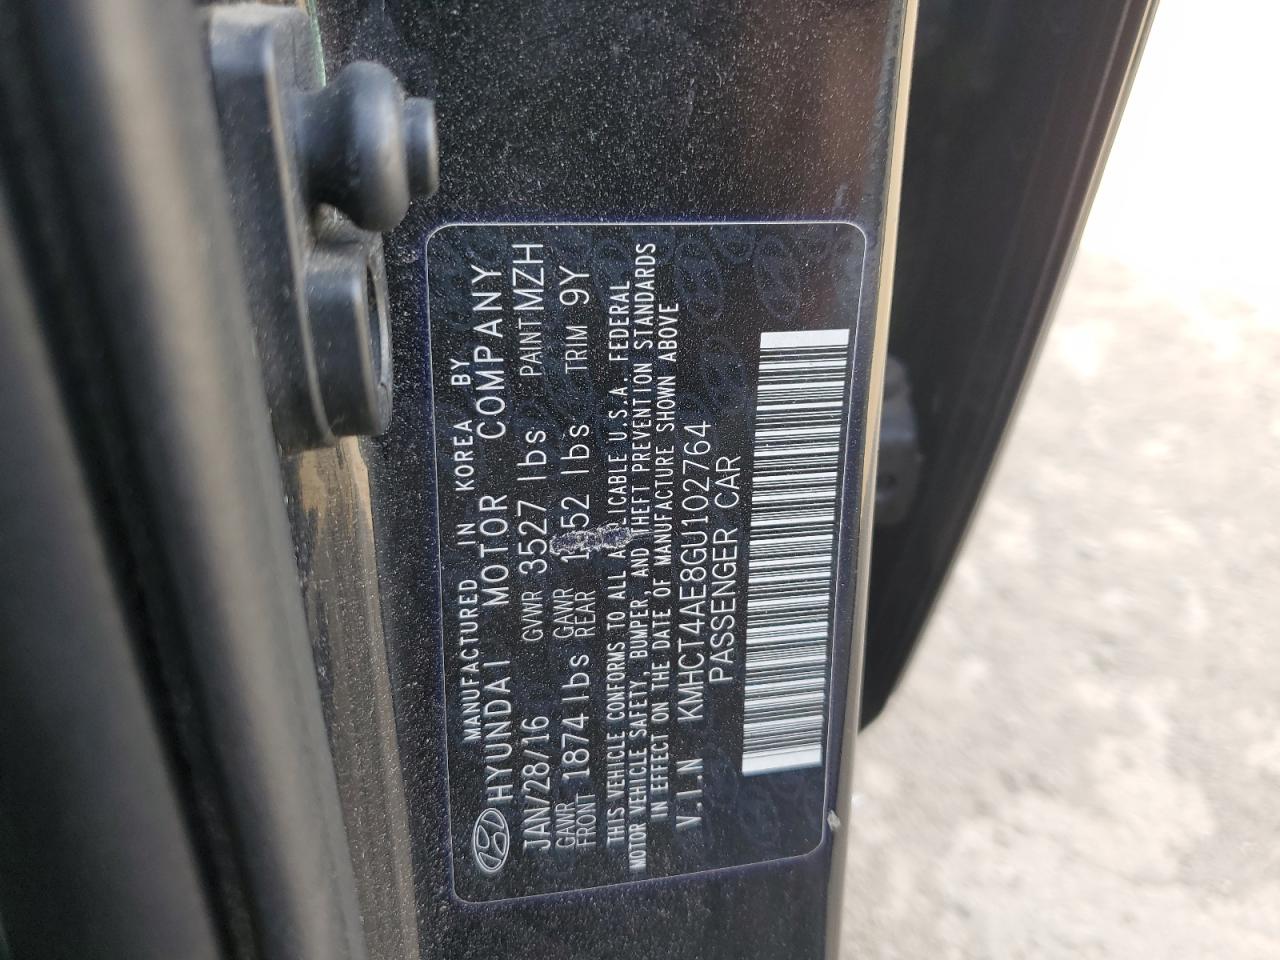 MANUFACTURED IN KOREA BY
HYUNDAI MOTOR COMPANY
JAN/28/16 GVWR 3527 lbs PAINT MZH
GAWR FRONT 1874 lbs GAWR REAR lbs TRIM 9Y
THIS VEHICLE CONFORMS TO ALL U.S.A. FEDERAL
MOTOR VEHICLE SAFETY, BUMPER, AND THEFT PREVENTION STANDARDS
IN EFFECT ON THE DATE OF MANUFACTURE SHOWN ABOVE
V.I.N KMHCT4AE8GU102764
PASSENGER CAR